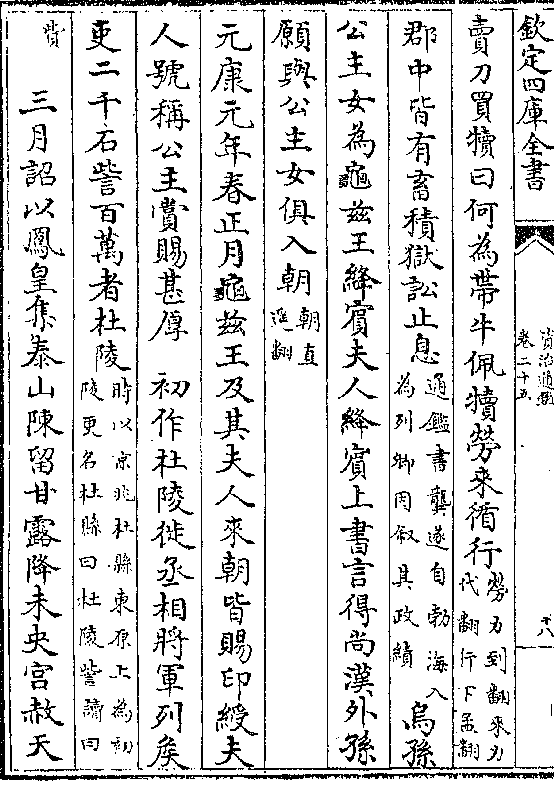 欽定四庫全書
資治通鑑
卷二十五
十八
賣刀買犢曰何為帶牛佩犢勞來循行勞力到翻來力代翻行下孟翻
郡中皆有畜積獄訟止息通鑑書龔遂自勃海入為列卿因叙其政績烏孫
公主女為龜茲王絳賓夫人絳賓上書言得尚漢外孫
願與公主女俱入朝朝直遥翻
元康元年春正月龜茲王及其夫人來朝皆賜印綬夫
人號稱公主賞賜甚厚 初作杜陵徙丞相將軍列矦
吏二千石訾百萬者杜陵時以京兆杜縣東原上為初陵更名杜縣曰杜陵訾讀曰
貲 三月詔以鳳皇集泰山陳留甘露降未央宫赦天